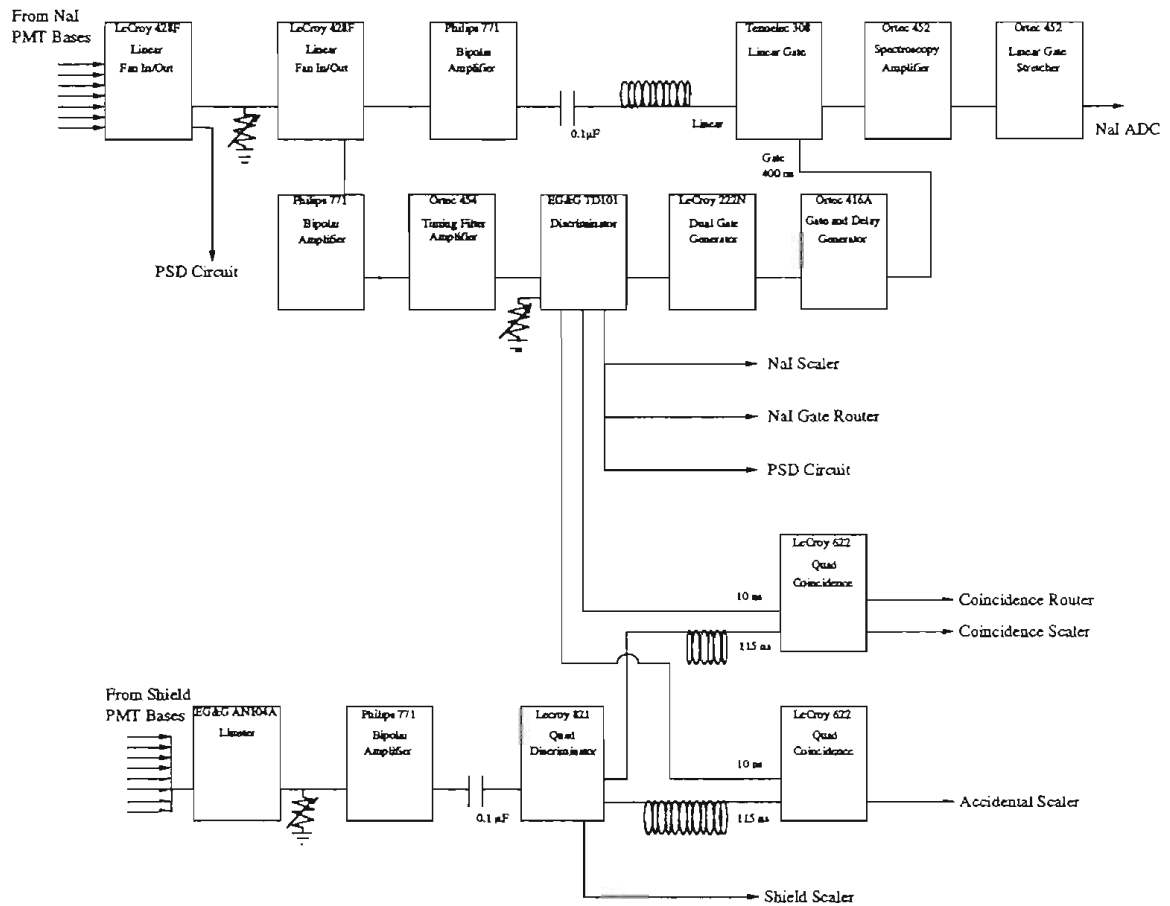 From NaI
PMT Bases
LeCroy 428F
Linear
Fan In/Out
LeCroy 428F
Linear
Fan In/Out
Philips 771
Bipolar
Amplifier
Tennelec 308
Linear Gate
Ortec 452
Spectroscopy
Amplifier
Ortec 452
Linear Gate
Stretcher
0.1µF
Linear
NaI ADC
Gate
400 ns
Philips 771
Bipolar
Amplifier
Ortec 454
Timing Filter
Amplifier
EG&G TD101
Discriminator
LeCroy 222N
Dual Gate
Generator
Ortec 416A
Gate and Delay
Generator
PSD Circuit
NaI Scaler
NaI Gate Router
PSD Circuit
LeCroy 622
Quad
Coincidence
10 ns
115 ns
Coincidence Router
Coincidence Scaler
From Shield
PMT Bases
EG&G AN104A
Limiter
Philips 771
Bipolar
Amplifier
0.1 µF
Lecroy 821
Quad
Discriminator
LeCroy 622
Quad
Coincidence
10 ns
115 ns
Accidental Scaler
Shield Scaler